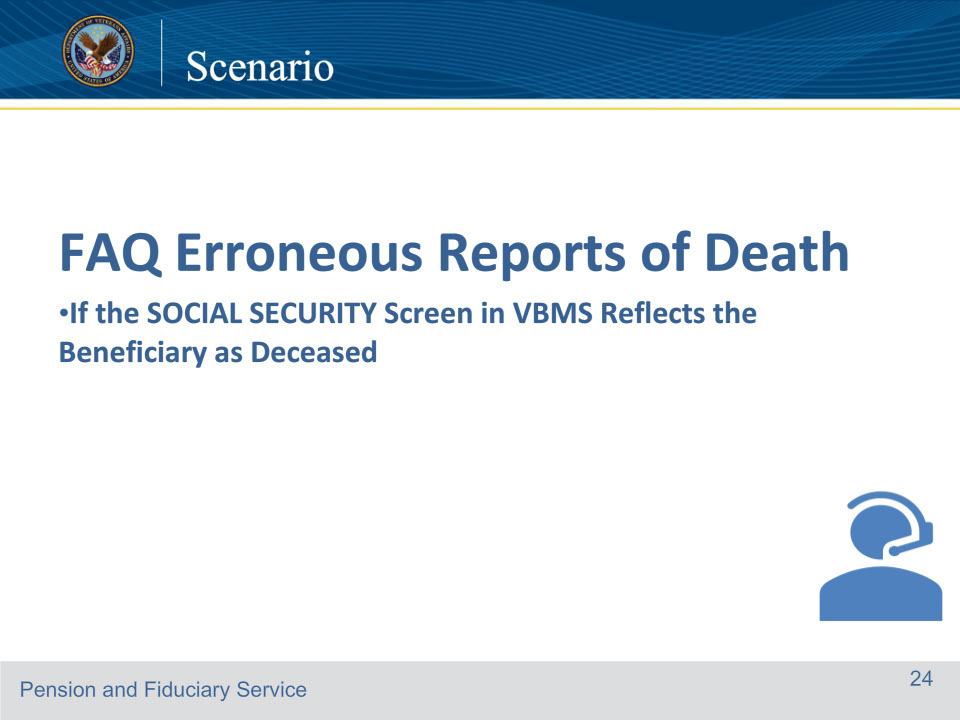 Scenario
FAQ Erroneous Reports of Death
•If the SOCIAL SECURITY Screen in VBMS Reflects the
Beneficiary as Deceased
Pension and Fiduciary Service
24